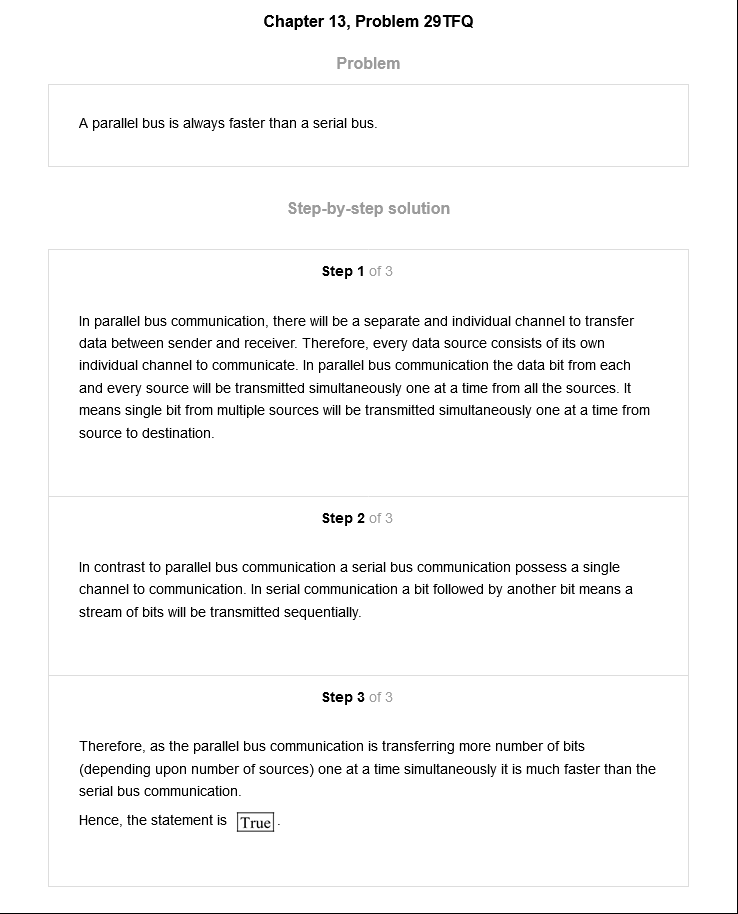 Chapter 13, Problem 29TFQ
Problem
A parallel bus is always faster than a serial bus.
Step-by-step solution
Step 1 of 3
In parallel bus communication, there will be a separate and individual channel to transfer
data between sender and receiver. Therefore, every data source consists of its own
individual channel to communicate. In parallel bus communication the data bit from each
and every source will be transmitted simultaneously one at a time from all the sources. It
means single bit from multiple sources will be transmitted simultaneously one at a time from
source to destination.
Step 2 of 3
In contrast to parallel bus communication a serial bus communication possess a single
channel to communication. In serial communication a bit followed by another bit means a
stream of bits will be transmitted sequentially.
Step 3 of 3
Therefore, as the parallel bus communication is transferring more number of bits
(depending upon number of sources) one at a time simultaneously it is much faster than the
serial bus communication.
Hence, the statement is True.